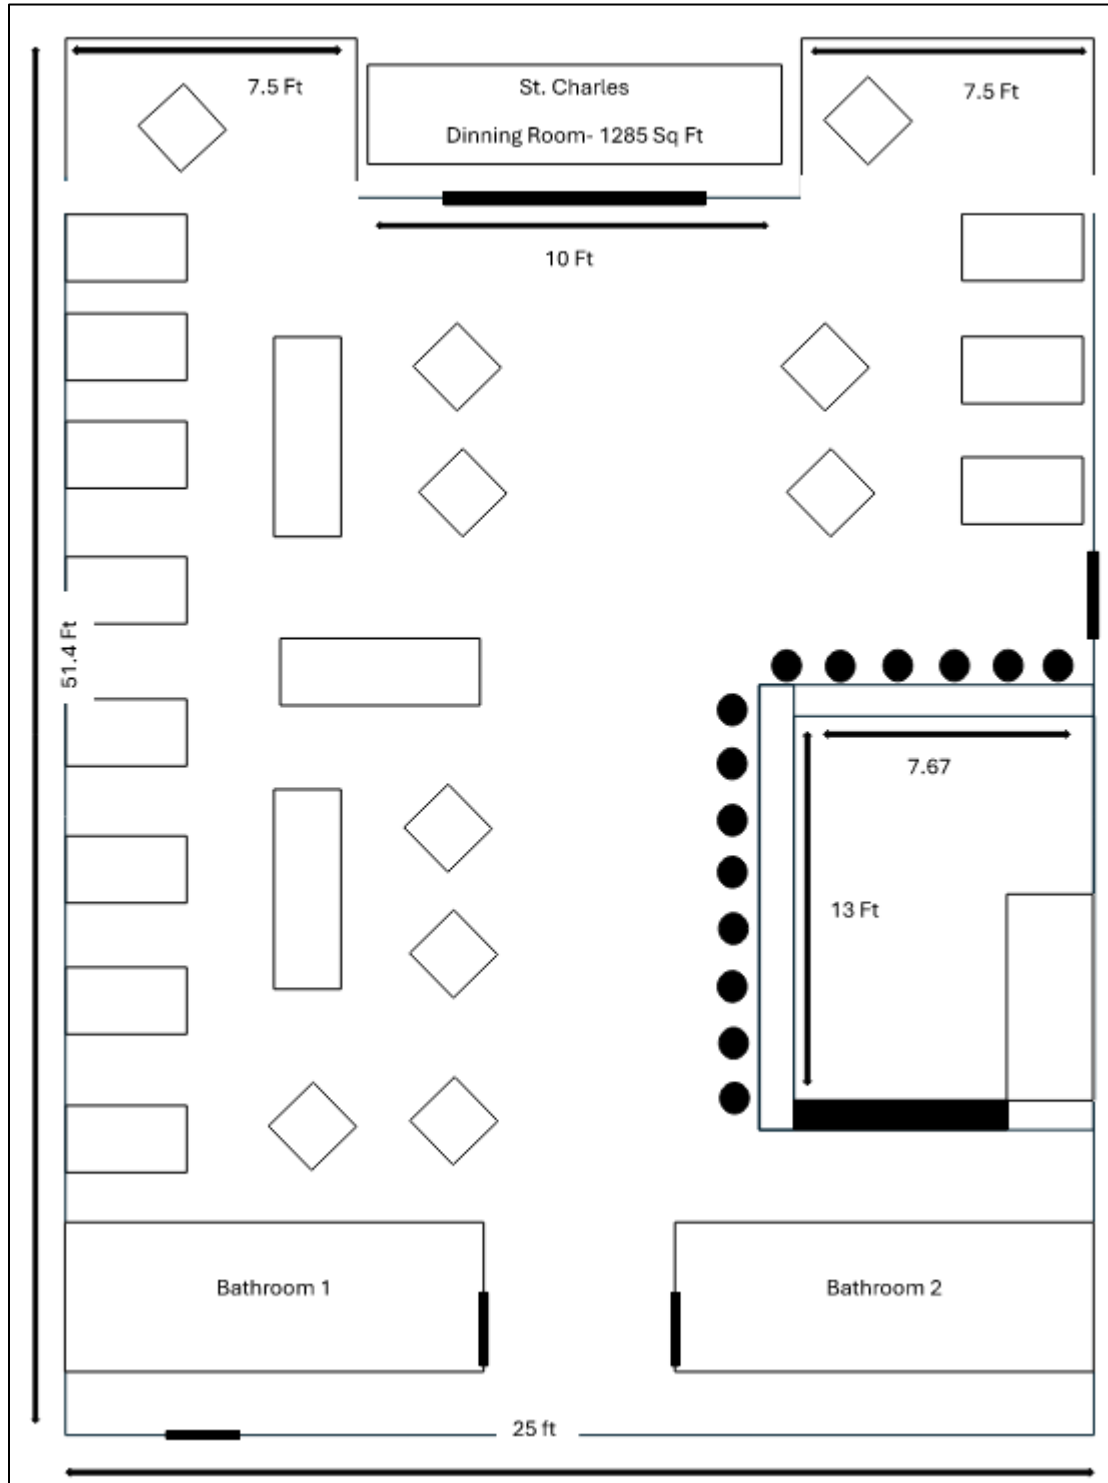 7.5 Ft
St. Charles
Dinning Room- 1285 Sq Ft
7.5 Ft
10 Ft
51.4 Ft
7.67
13 Ft
Bathroom 1
Bathroom 2
25 ft